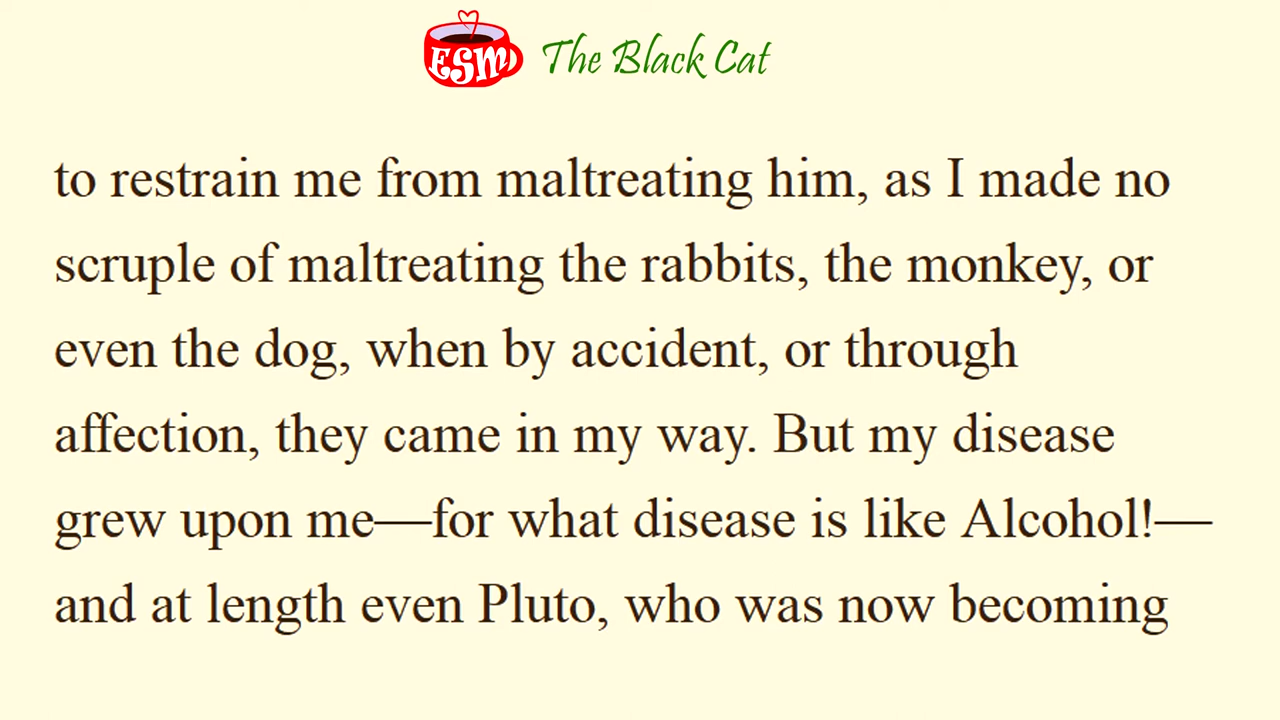 ESM The Black Cat
to restrain me from maltreating him, as I made no
scruple of maltreating the rabbits, the monkey, or
even the dog, when by accident, or through
affection, they came in my way. But my disease
grew upon me—for what disease is like Alcohol!—
and at length even Pluto, who was now becoming